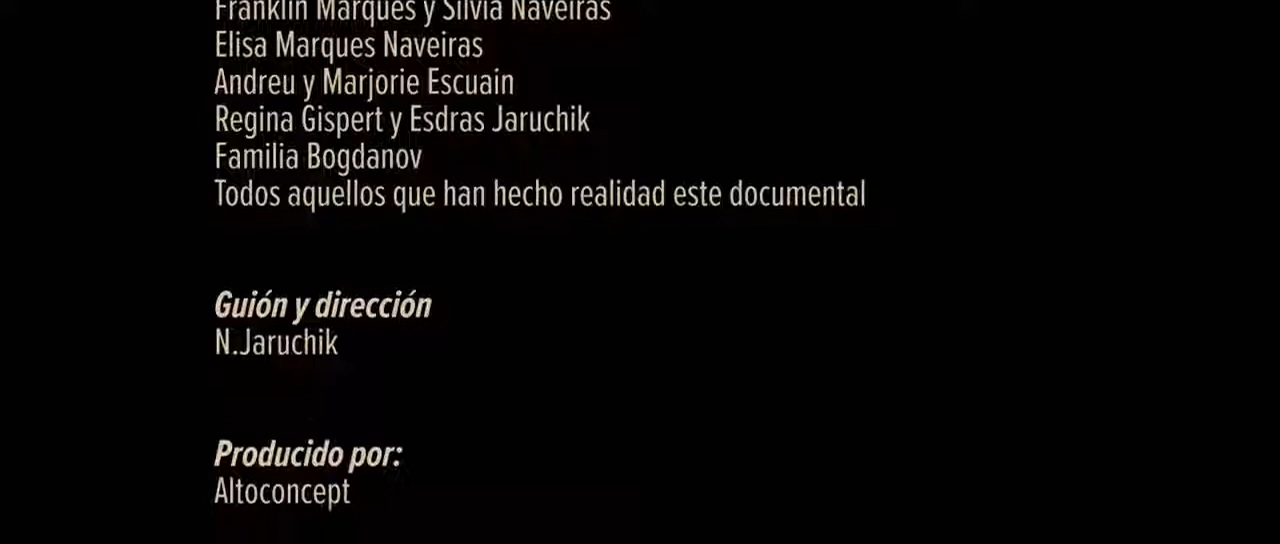 Franklin Marques y Silvia Naveiras
Elisa Marques Naveiras
Andreu y Marjorie Escuain
Regina Gispert y Esdras Jaruchik
Familia Bogdanov
Todos aquellos que han hecho realidad este documental
Guión y dirección
N.Jaruchik
Producido por:
Altoconcept